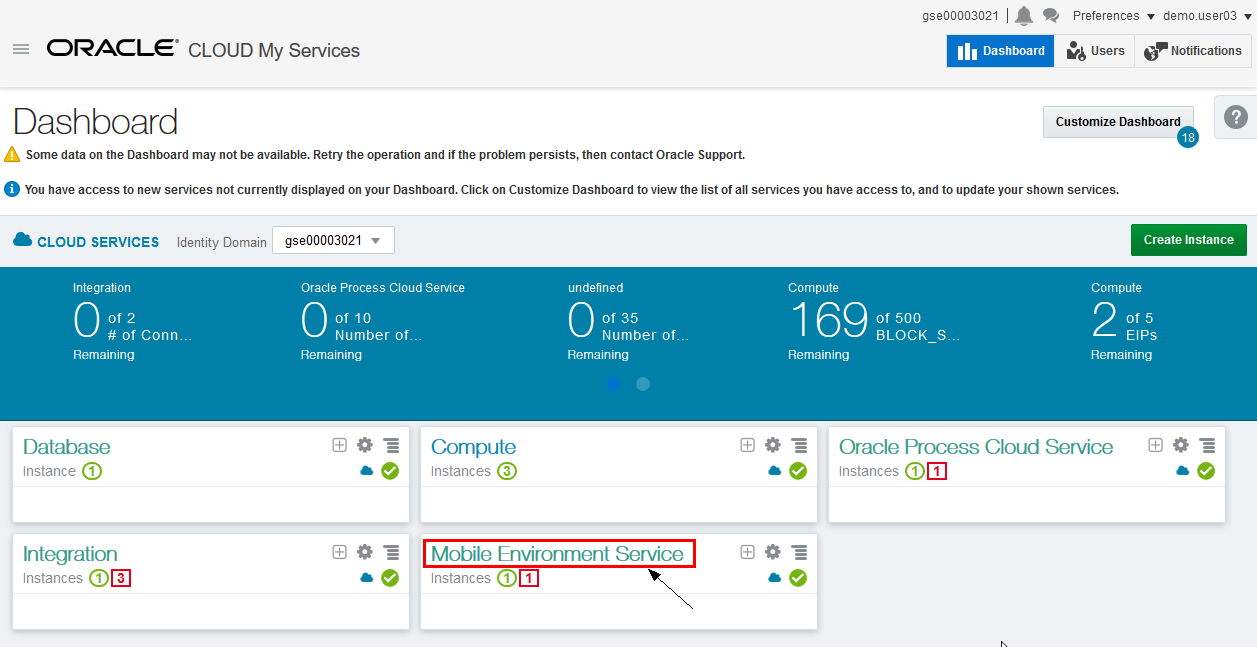 gse00003021 Preferences demo.user03
ORACLE® CLOUD My Services
Dashboard Users Notifications
Dashboard
Customize Dashboard
18
?
Some data on the Dashboard may not be available. Retry the operation and if the problem persists, then contact Oracle Support.
You have access to new services not currently displayed on your Dashboard. Click on Customize Dashboard to view the list of all services you have access to, and to update your shown services.
CLOUD SERVICES Identity Domain gse00003021 Create Instance
Integration
0 of 2
# of Conn...
Remaining
Oracle Process Cloud Service
0 of 10
Number of...
Remaining
undefined
0 of 35
Number of...
Remaining
Compute
169 of 500
BLOCK_S...
Remaining
Compute
2 of 5
EIPs
Remaining
Database
Instance 1
Compute
Instances 3
Oracle Process Cloud Service
Instances 1 1
Integration
Instances 1 3
Mobile Environment Service
Instances 1 1